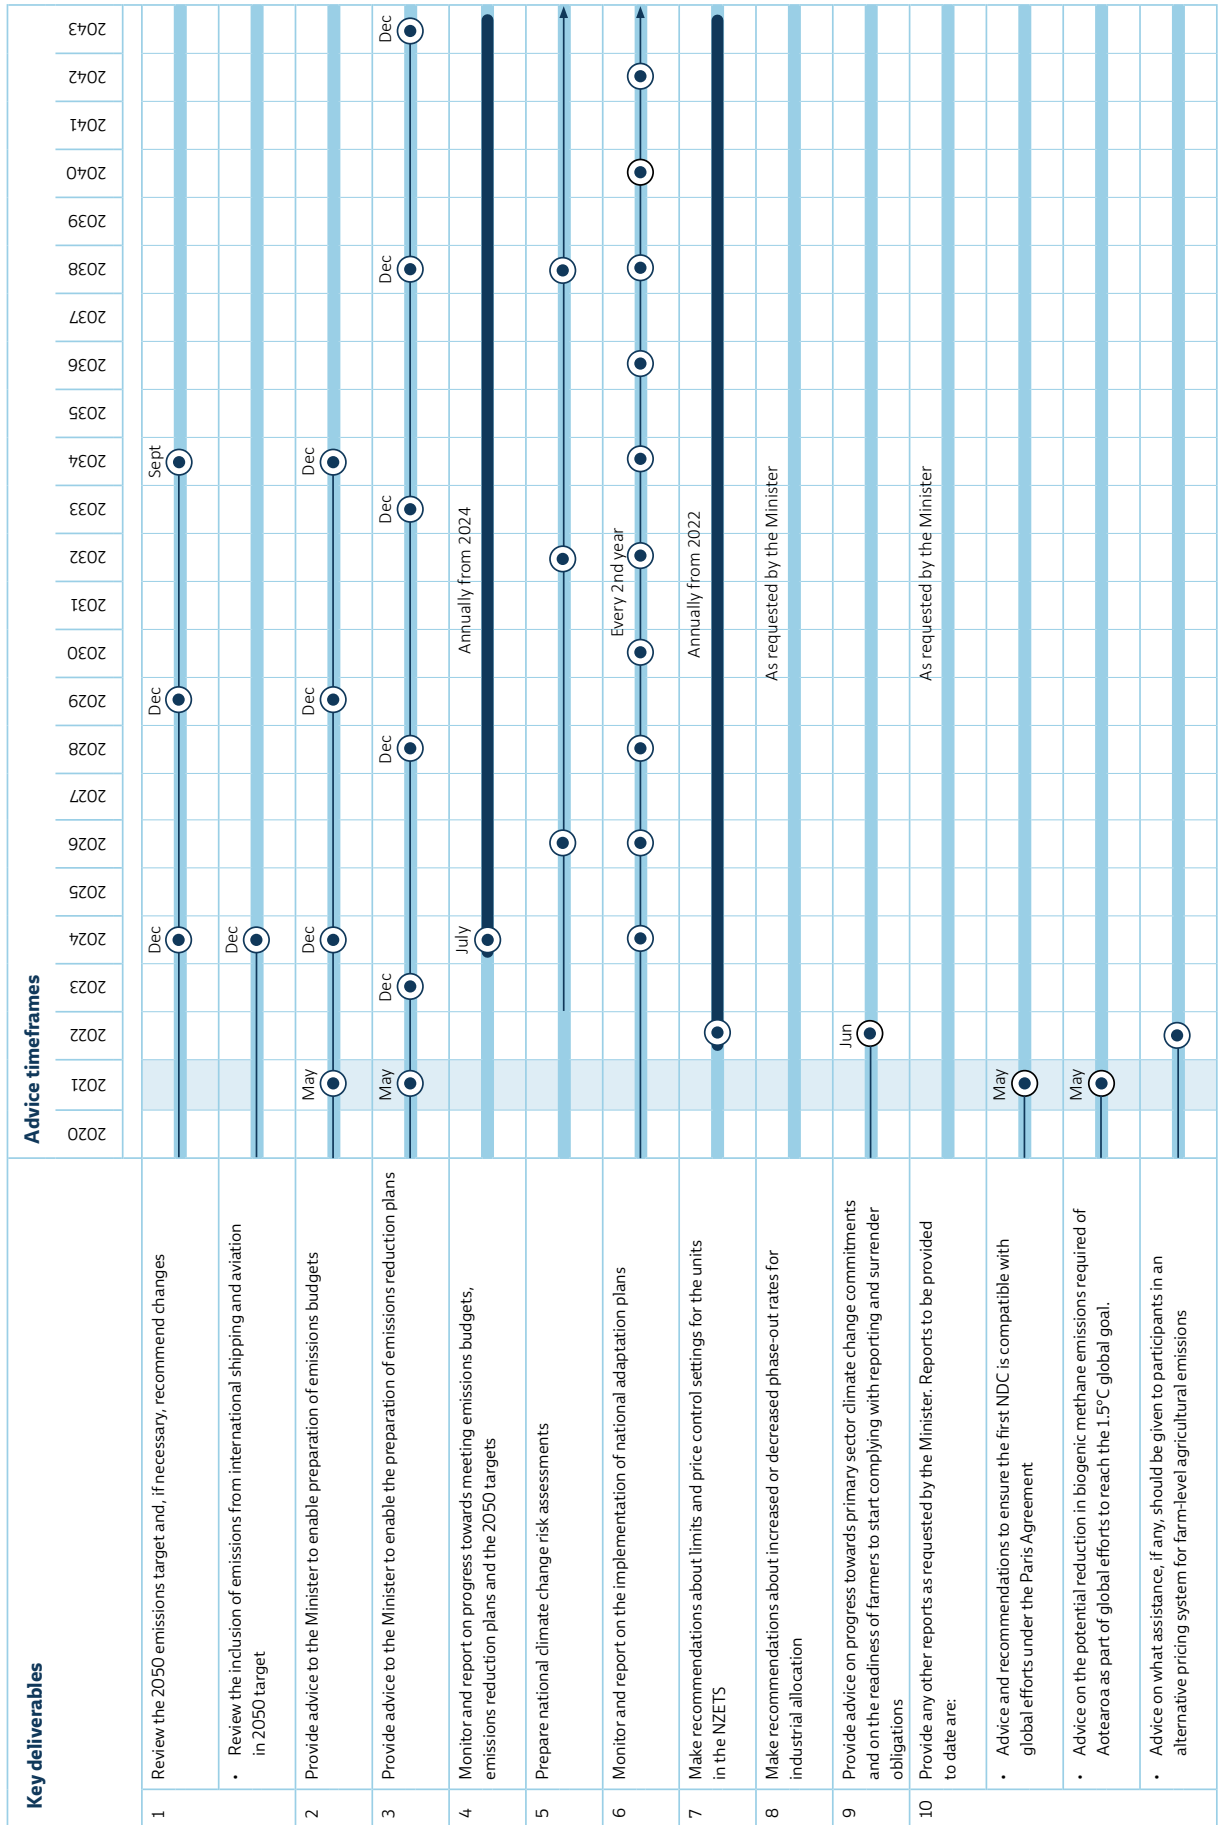 Key deliverables
Advice timeframes
2020
2021
2022
2023
2024
2025
2026
2027
2028
2029
2030
2031
2032
2033
2034
2035
2036
2037
2038
2039
2040
2041
2042
2043
1
Review the 2050 emissions target and, if necessary, recommend changes
Dec
Dec
Sept
• Review the inclusion of emissions from international shipping and aviation
in 2050 target
Dec
2
Provide advice to the Minister to enable preparation of emissions budgets
May
Dec
Dec
Dec
3
Provide advice to the Minister to enable the preparation of emissions reduction plans
May
Dec
Dec
Dec
Dec
Dec
4
Monitor and report on progress towards meeting emissions budgets,
emissions reduction plans and the 2050 targets
July
Annually from 2024
5
Prepare national climate change risk assessments
6
Monitor and report on the implementation of national adaptation plans
Every 2nd year
7
Make recommendations about limits and price control settings for the units
in the NZETS
Annually from 2022
8
Make recommendations about increased or decreased phase-out rates for
industrial allocation
As requested by the Minister
9
Provide advice on progress towards primary sector climate change commitments
and on the readiness of farmers to start complying with reporting and surrender
obligations
Jun
10
Provide any other reports as requested by the Minister. Reports to be provided
to date are:
As requested by the Minister
• Advice and recommendations to ensure the first NDC is compatible with
global efforts under the Paris Agreement
May
• Advice on the potential reduction in biogenic methane emissions required of
Aotearoa as part of global efforts to reach the 1.5°C global goal.
May
• Advice on what assistance, if any, should be given to participants in an
alternative pricing system for farm-level agricultural emissions